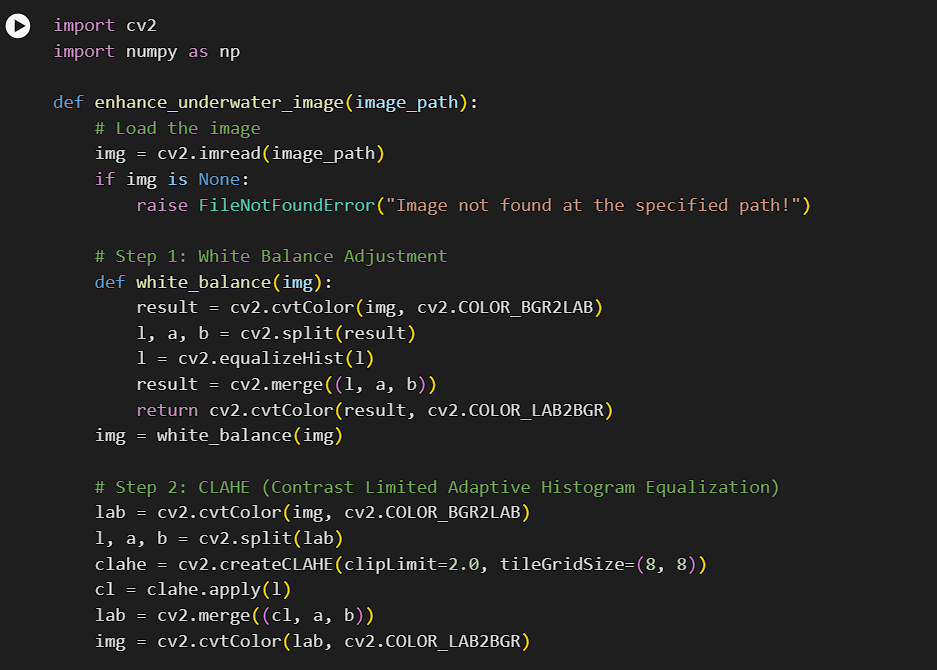 import cv2
import numpy as np
def enhance_underwater_image(image_path):
    # Load the image
    img = cv2.imread(image_path)
    if img is None:
        raise FileNotFoundError("Image not found at the specified path!")
    # Step 1: White Balance Adjustment
    def white_balance(img):
        result = cv2.cvtColor(img, cv2.COLOR_BGR2LAB)
        l, a, b = cv2.split(result)
        l = cv2.equalizeHist(l)
        result = cv2.merge((l, a, b))
        return cv2.cvtColor(result, cv2.COLOR_LAB2BGR)
    img = white_balance(img)
    # Step 2: CLAHE (Contrast Limited Adaptive Histogram Equalization)
    lab = cv2.cvtColor(img, cv2.COLOR_BGR2LAB)
    l, a, b = cv2.split(lab)
    clahe = cv2.createCLAHE(clipLimit=2.0, tileGridSize=(8, 8))
    cl = clahe.apply(l)
    lab = cv2.merge((cl, a, b))
    img = cv2.cvtColor(lab, cv2.COLOR_LAB2BGR)